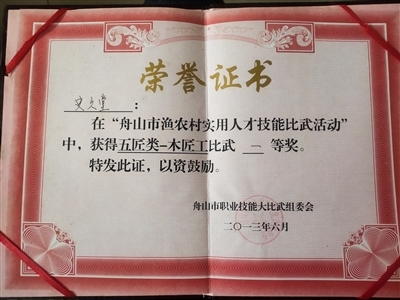 荣誉证书
:
在“舟山市渔农村实用人才技能比武活动”
中，获得五匠类-木匠工比武 一 等奖。
特发此证，以资鼓励。
舟山市职业技能大比武组委会
二〇一三年六月